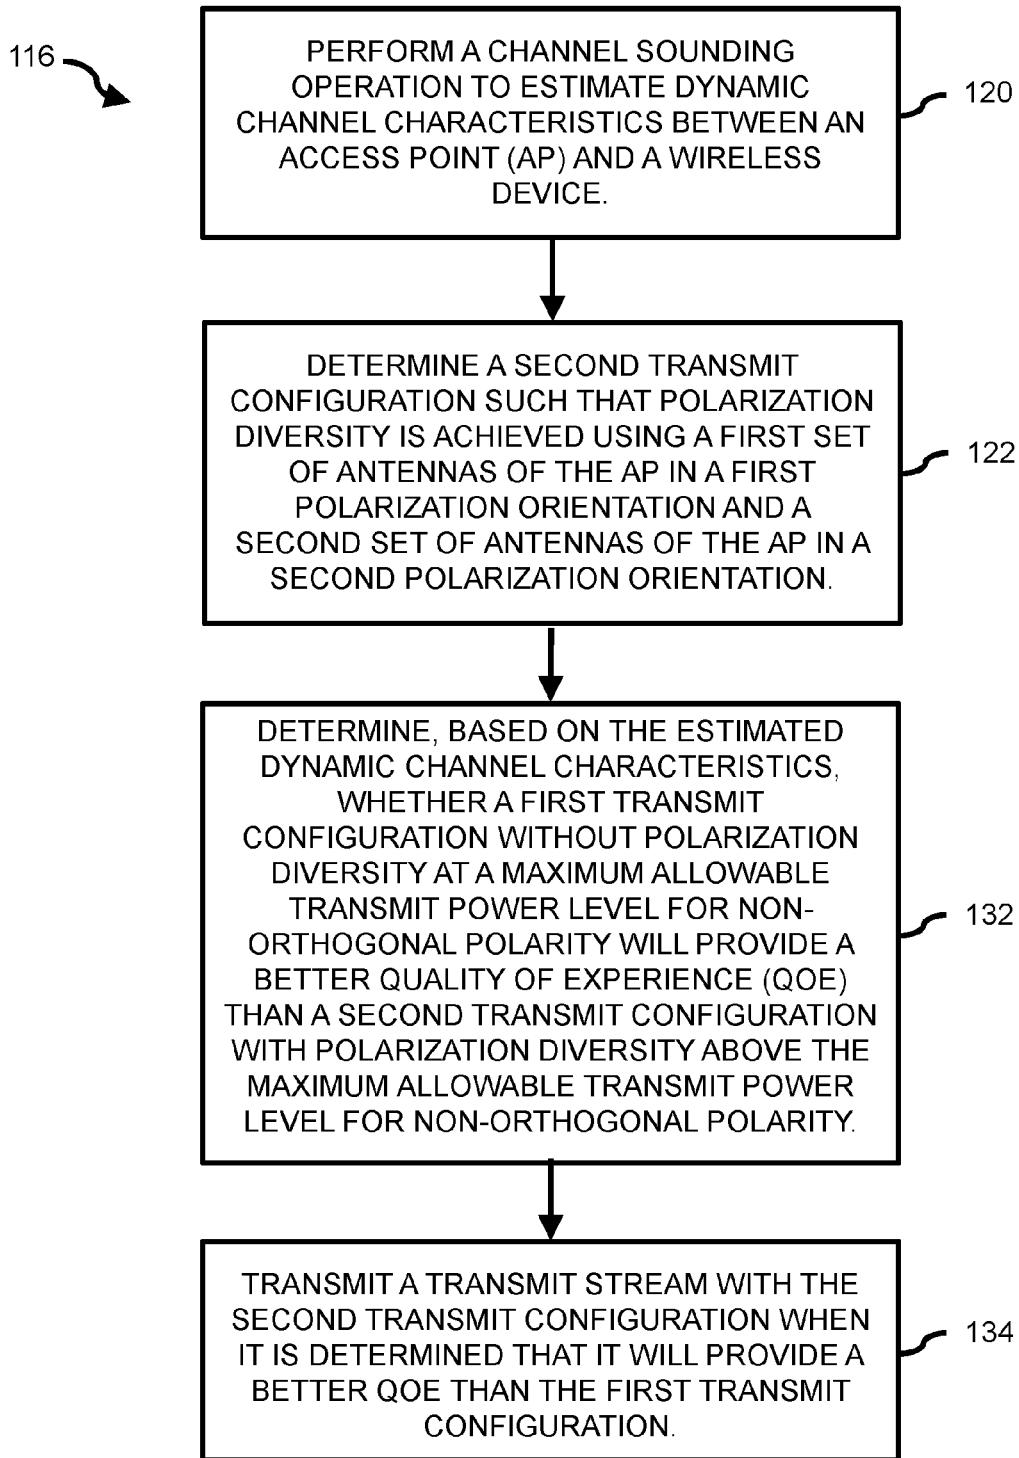 116
PERFORM A CHANNEL SOUNDING
OPERATION TO ESTIMATE DYNAMIC
CHANNEL CHARACTERISTICS BETWEEN AN
ACCESS POINT (AP) AND A WIRELESS
DEVICE.
120
DETERMINE A SECOND TRANSMIT
CONFIGURATION SUCH THAT POLARIZATION
DIVERSITY IS ACHIEVED USING A FIRST SET
OF ANTENNAS OF THE AP IN A FIRST
POLARIZATION ORIENTATION AND A
SECOND SET OF ANTENNAS OF THE AP IN A
SECOND POLARIZATION ORIENTATION.
122
DETERMINE, BASED ON THE ESTIMATED
DYNAMIC CHANNEL CHARACTERISTICS,
WHETHER A FIRST TRANSMIT
CONFIGURATION WITHOUT POLARIZATION
DIVERSITY AT A MAXIMUM ALLOWABLE
TRANSMIT POWER LEVEL FOR NON-
ORTHOGONAL POLARITY WILL PROVIDE A
BETTER QUALITY OF EXPERIENCE (QOE)
THAN A SECOND TRANSMIT CONFIGURATION
WITH POLARIZATION DIVERSITY ABOVE THE
MAXIMUM ALLOWABLE TRANSMIT POWER
LEVEL FOR NON-ORTHOGONAL POLARITY.
132
TRANSMIT A TRANSMIT STREAM WITH THE
SECOND TRANSMIT CONFIGURATION WHEN
IT IS DETERMINED THAT IT WILL PROVIDE A
BETTER QOE THAN THE FIRST TRANSMIT
CONFIGURATION.
134